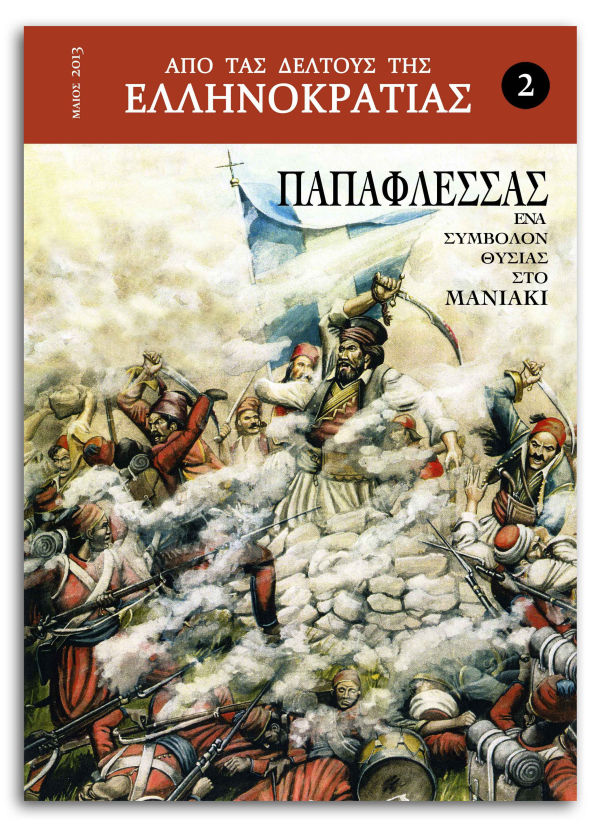 ΜΑΙΟΣ 2013
ΑΠΟ ΤΑΣ ΔΕΛΤΟΥΣ ΤΗΣ
ΕΛΛΗΝΟΚΡΑΤΙΑΣ
2
ΠΑΠΑΦΛΕΣΣΑΣ
ΕΝΑ
ΣΥΜΒΟΛΟΝ
ΘΥΣΙΑΣ
ΣΤΟ
ΜΑΝΙΑΚΙ